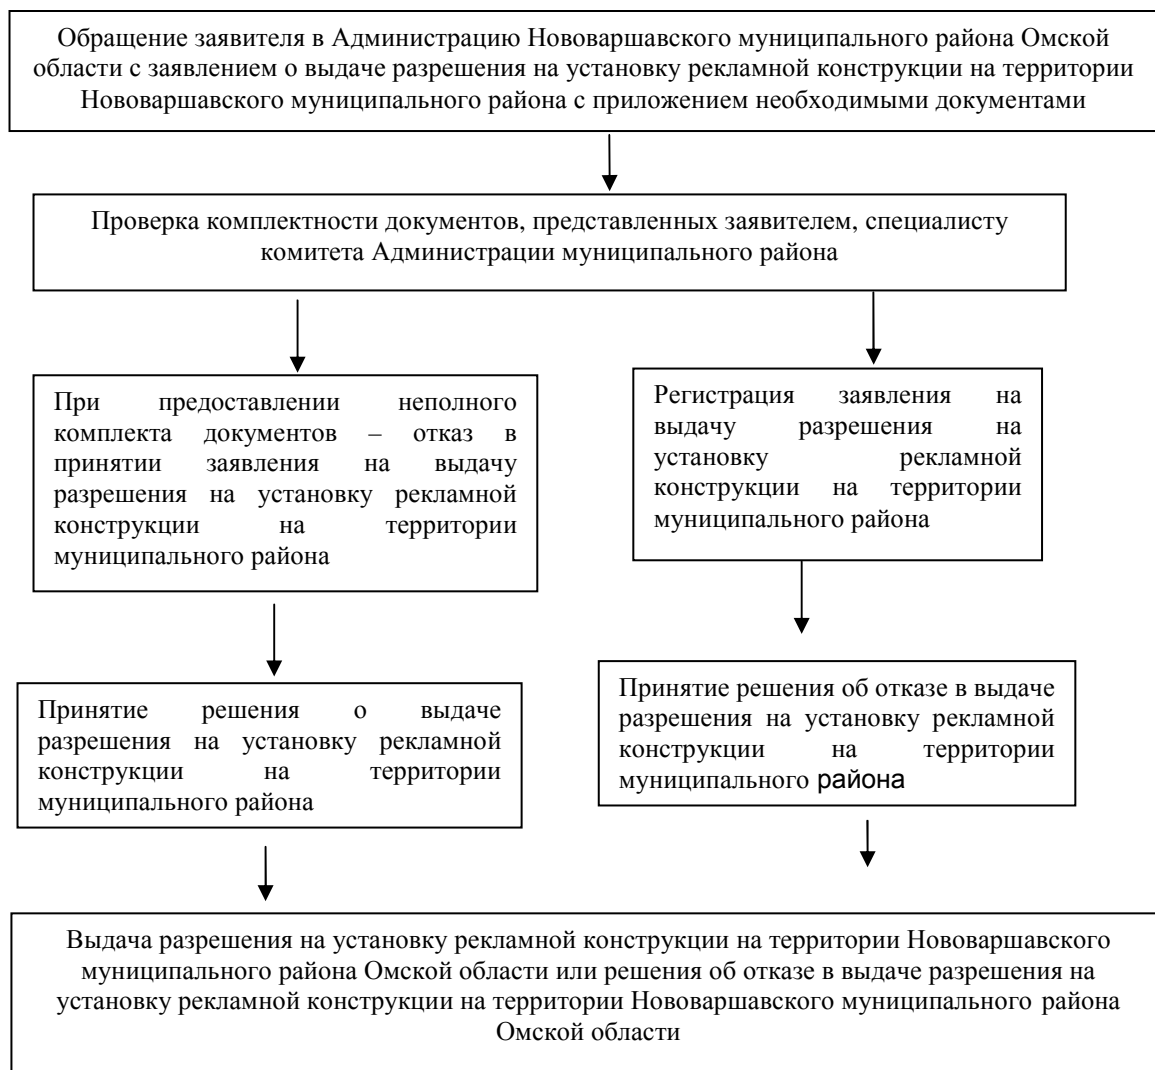 Обращение заявителя в Администрацию Нововаршавского муниципального района Омской
области с заявлением о выдаче разрешения на установку рекламной конструкции на территории
Нововаршавского муниципального района с приложением необходимыми документами
Проверка комплектности документов, представленных заявителем, специалисту
комитета Администрации муниципального района
При предоставлении неполного
комплекта документов – отказ в
принятии заявления на выдачу
разрешения на установку рекламной
конструкции на территории
муниципального района
Регистрация заявления на
выдачу разрешения на
установку рекламной
конструкции на территории
муниципального района
Принятие решения о выдаче
разрешения на установку рекламной
конструкции на территории
муниципального района
Принятие решения об отказе в выдаче
разрешения на установку рекламной
конструкции на территории
муниципального района
Выдача разрешения на установку рекламной конструкции на территории Нововаршавского
муниципального района Омской области или решения об отказе в выдаче разрешения на
установку рекламной конструкции на территории Нововаршавского муниципального района
Омской области